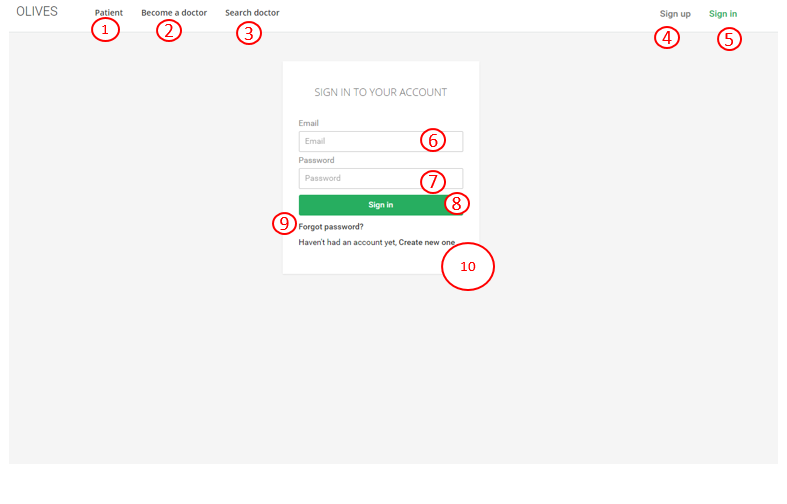 OLIVES Patient Become a doctor Search doctor Sign up Sign in
1 2 3 4 5
SIGN IN TO YOUR ACCOUNT
Email
Email 6
Password
Password 7
Sign in 8
9 Forgot password?
Haven't had an account yet, Create new one
10